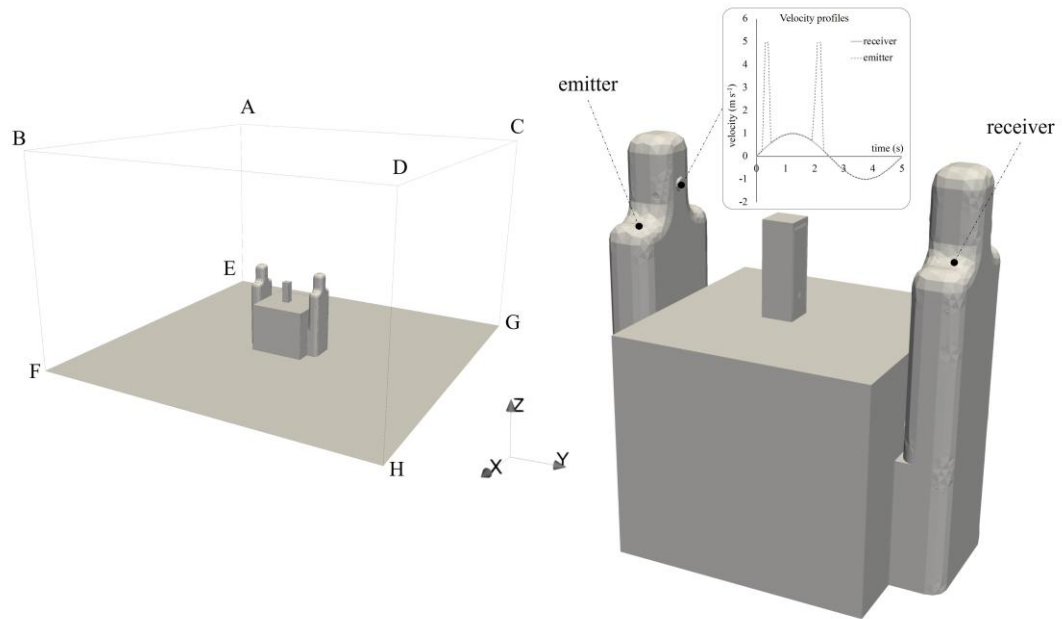 A
B
C
D
E
F
G
H
Z
X
Y
emitter
receiver
Velocity profiles
receiver
emitter
velocity (m s⁻¹)
time (s)
6
5
4
3
2
1
0
-1
-2
0
1
2
3
4
5